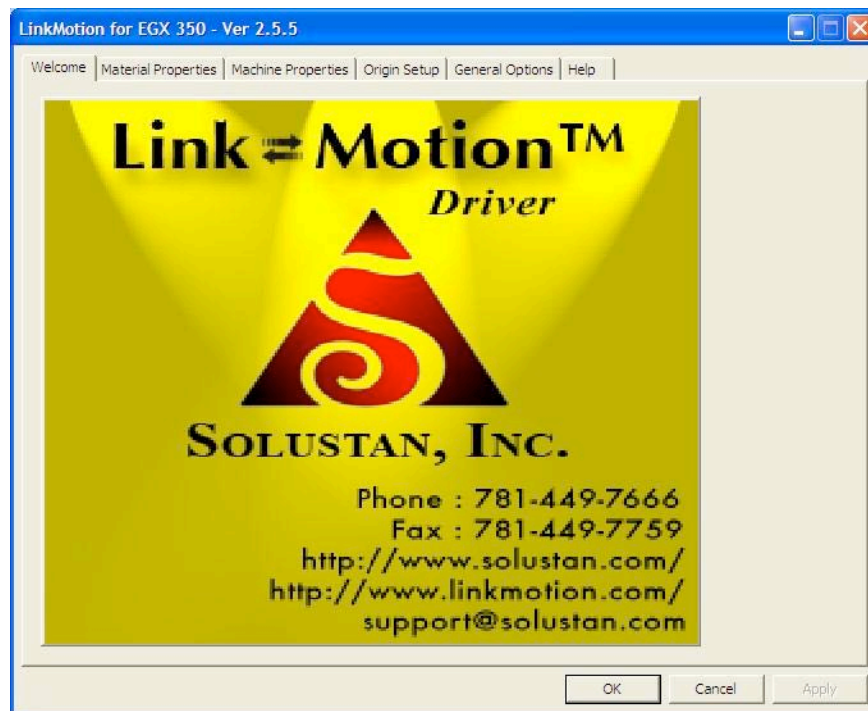 LinkMotion for EGX 350 - Ver 2.5.5
Welcome Material Properties Machine Properties Origin Setup General Options Help
Link ⇌ Motion™
Driver
SOLUSTAN, INC.
Phone : 781-449-7666
Fax : 781-449-7759
http://www.solustan.com/
http://www.linkmotion.com/
support@solustan.com
OK Cancel Apply